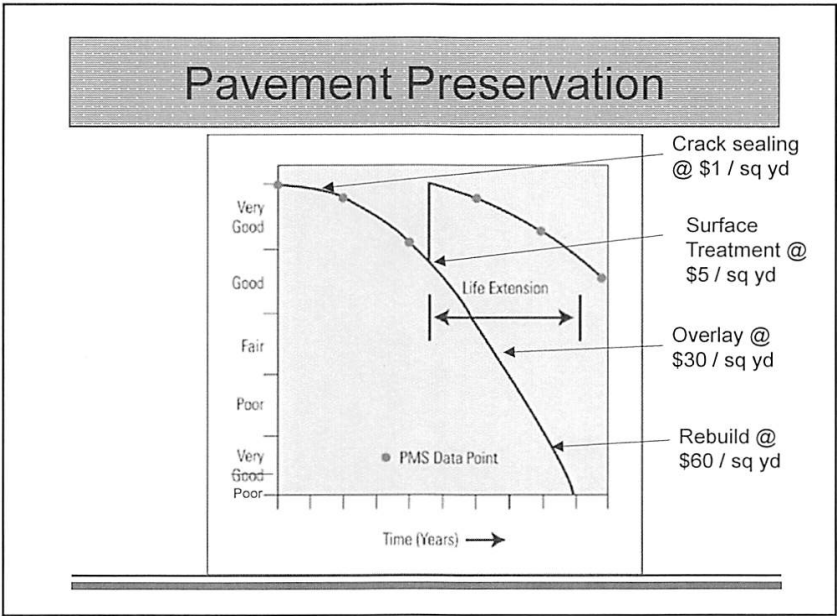 Pavement Preservation
Crack sealing
@ $1 / sq yd
Very
Good
Surface
Treatment @
$5 / sq yd
Good
Life Extension
Fair
Overlay @
$30 / sq yd
Poor
Very
Good
Poor
PMS Data Point
Rebuild @
$60 / sq yd
Time (Years)